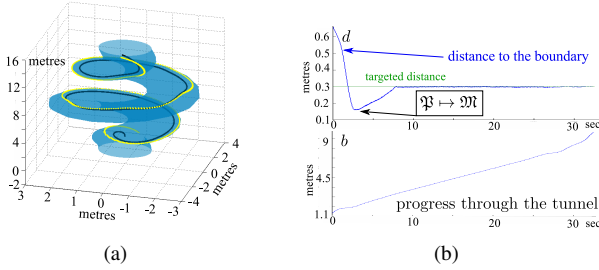 16 metres
12
8
4
0
-2
3 2 1 0 -1 -2 -3 -4
metres
-2
0
2
4
metres
(a)
d
0.6
0.5
0.4
0.3
0.2
0.1
metres
distance to the boundary
targeted distance
𝔓 ↦ 𝔐
0 10 20 30 sec
b
9
5
1.1
metres
progress through the tunnel
0 10 20 30 sec
(b)